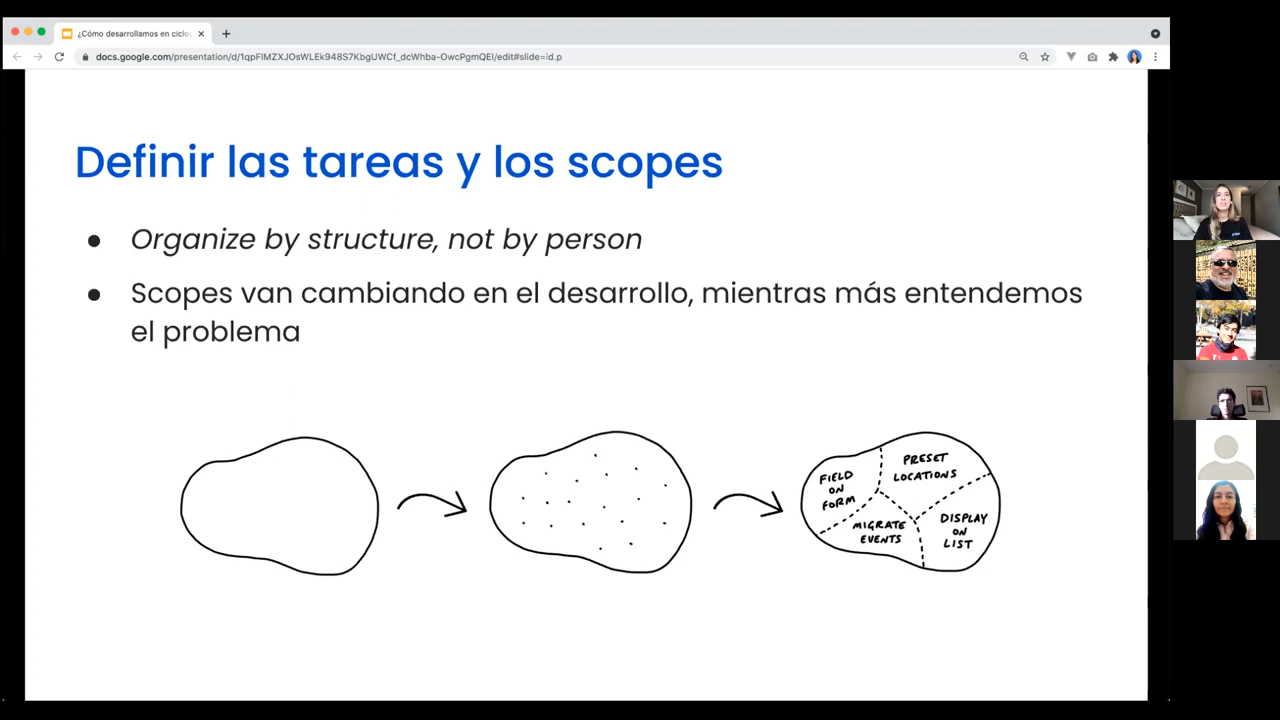 ¿Cómo desarrollamos en ciclos
docs.google.com/presentation/d/1qpFlMZXJOsWLEk948S7KbgUWCf_dcWhba-OwcPgmQEI/edit#slide=id.p
Definir las tareas y los scopes
● Organize by structure, not by person
● Scopes van cambiando en el desarrollo, mientras más entendemos
el problema
FIELD
ON
FORM
PRESET
LOCATIONS
MIGRATE
EVENTS
DISPLAY
ON
LIST